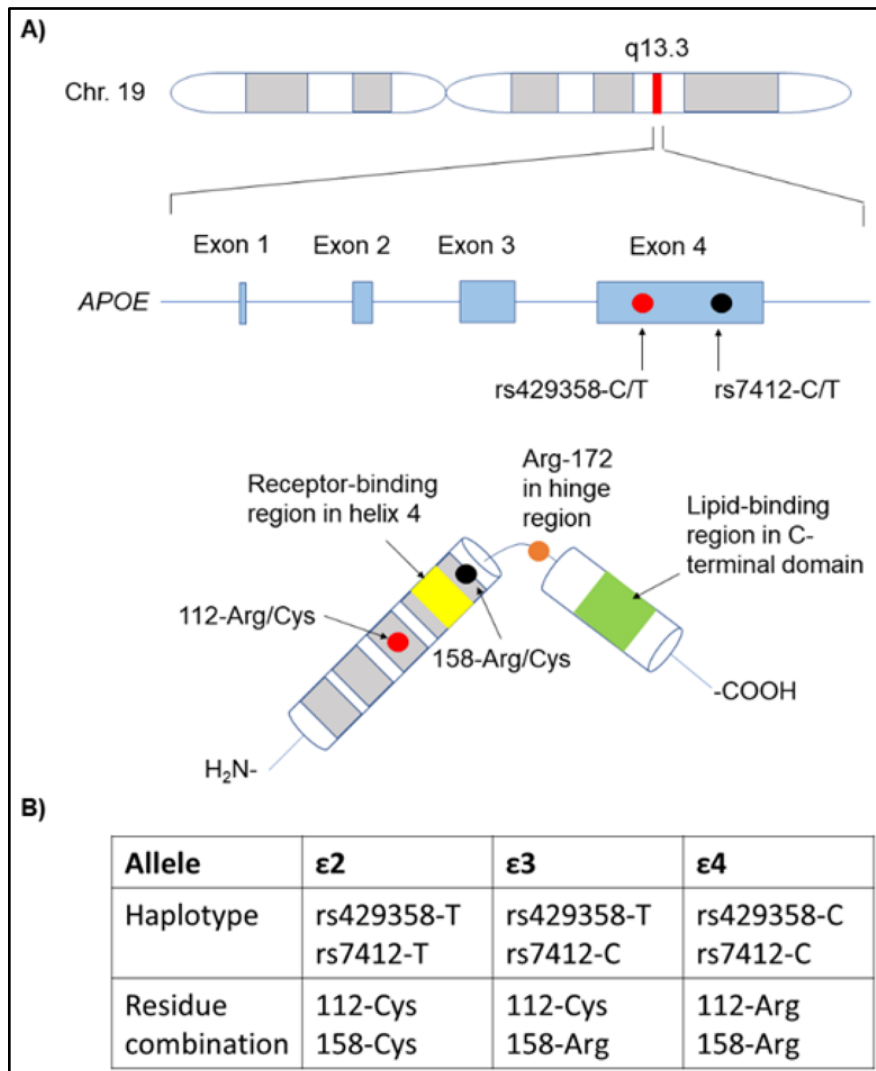 A)
q13.3
Chr. 19
Exon 1 Exon 2 Exon 3 Exon 4
APOE
rs429358-C/T rs7412-C/T
Receptor-binding
region in helix 4
Arg-172
in hinge
region
Lipid-binding
region in C-
terminal domain
112-Arg/Cys
158-Arg/Cys
-COOH
H₂N-
B)
Allele ε2 ε3 ε4
Haplotype rs429358-T rs429358-T rs429358-C
rs7412-T rs7412-C rs7412-C
Residue 112-Cys 112-Cys 112-Arg
combination 158-Cys 158-Arg 158-Arg